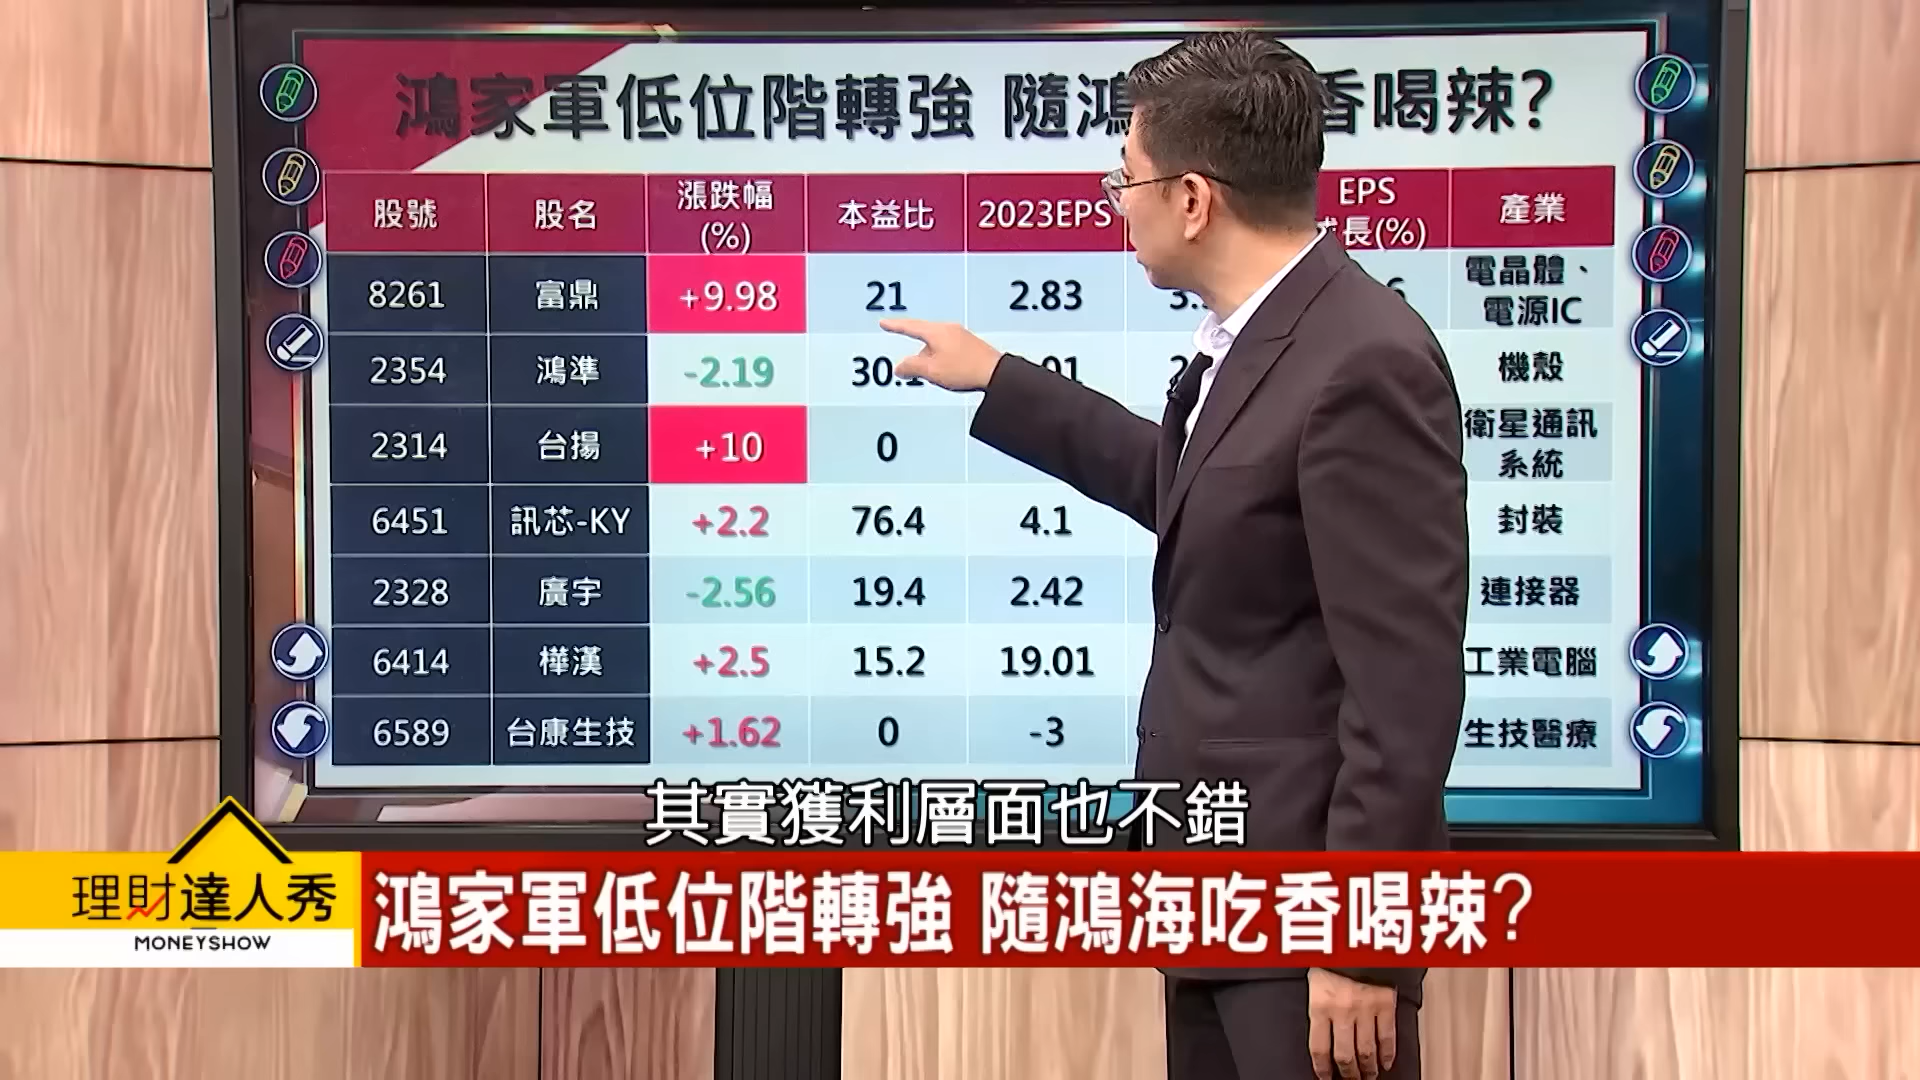 鴻家軍低位階轉強 隨鴻 香喝辣?
股號 股名 漲跌幅(%) 本益比 2023EPS EPS 長(%) 產業
8261 富鼎 +9.98 21 2.83 電晶體、電源IC
2354 鴻準 -2.19 機殼
2314 台揚 +10 0 衛星通訊系統
6451 訊芯-KY +2.2 76.4 4.1 封裝
2328 廣宇 -2.56 19.4 2.42 連接器
6414 樺漢 +2.5 15.2 19.01 工業電腦
6589 台康生技 +1.62 0 -3 生技醫療
其實獲利層面也不錯
理財達人秀
MONEYSHOW
鴻家軍低位階轉強 隨鴻海吃香喝辣?